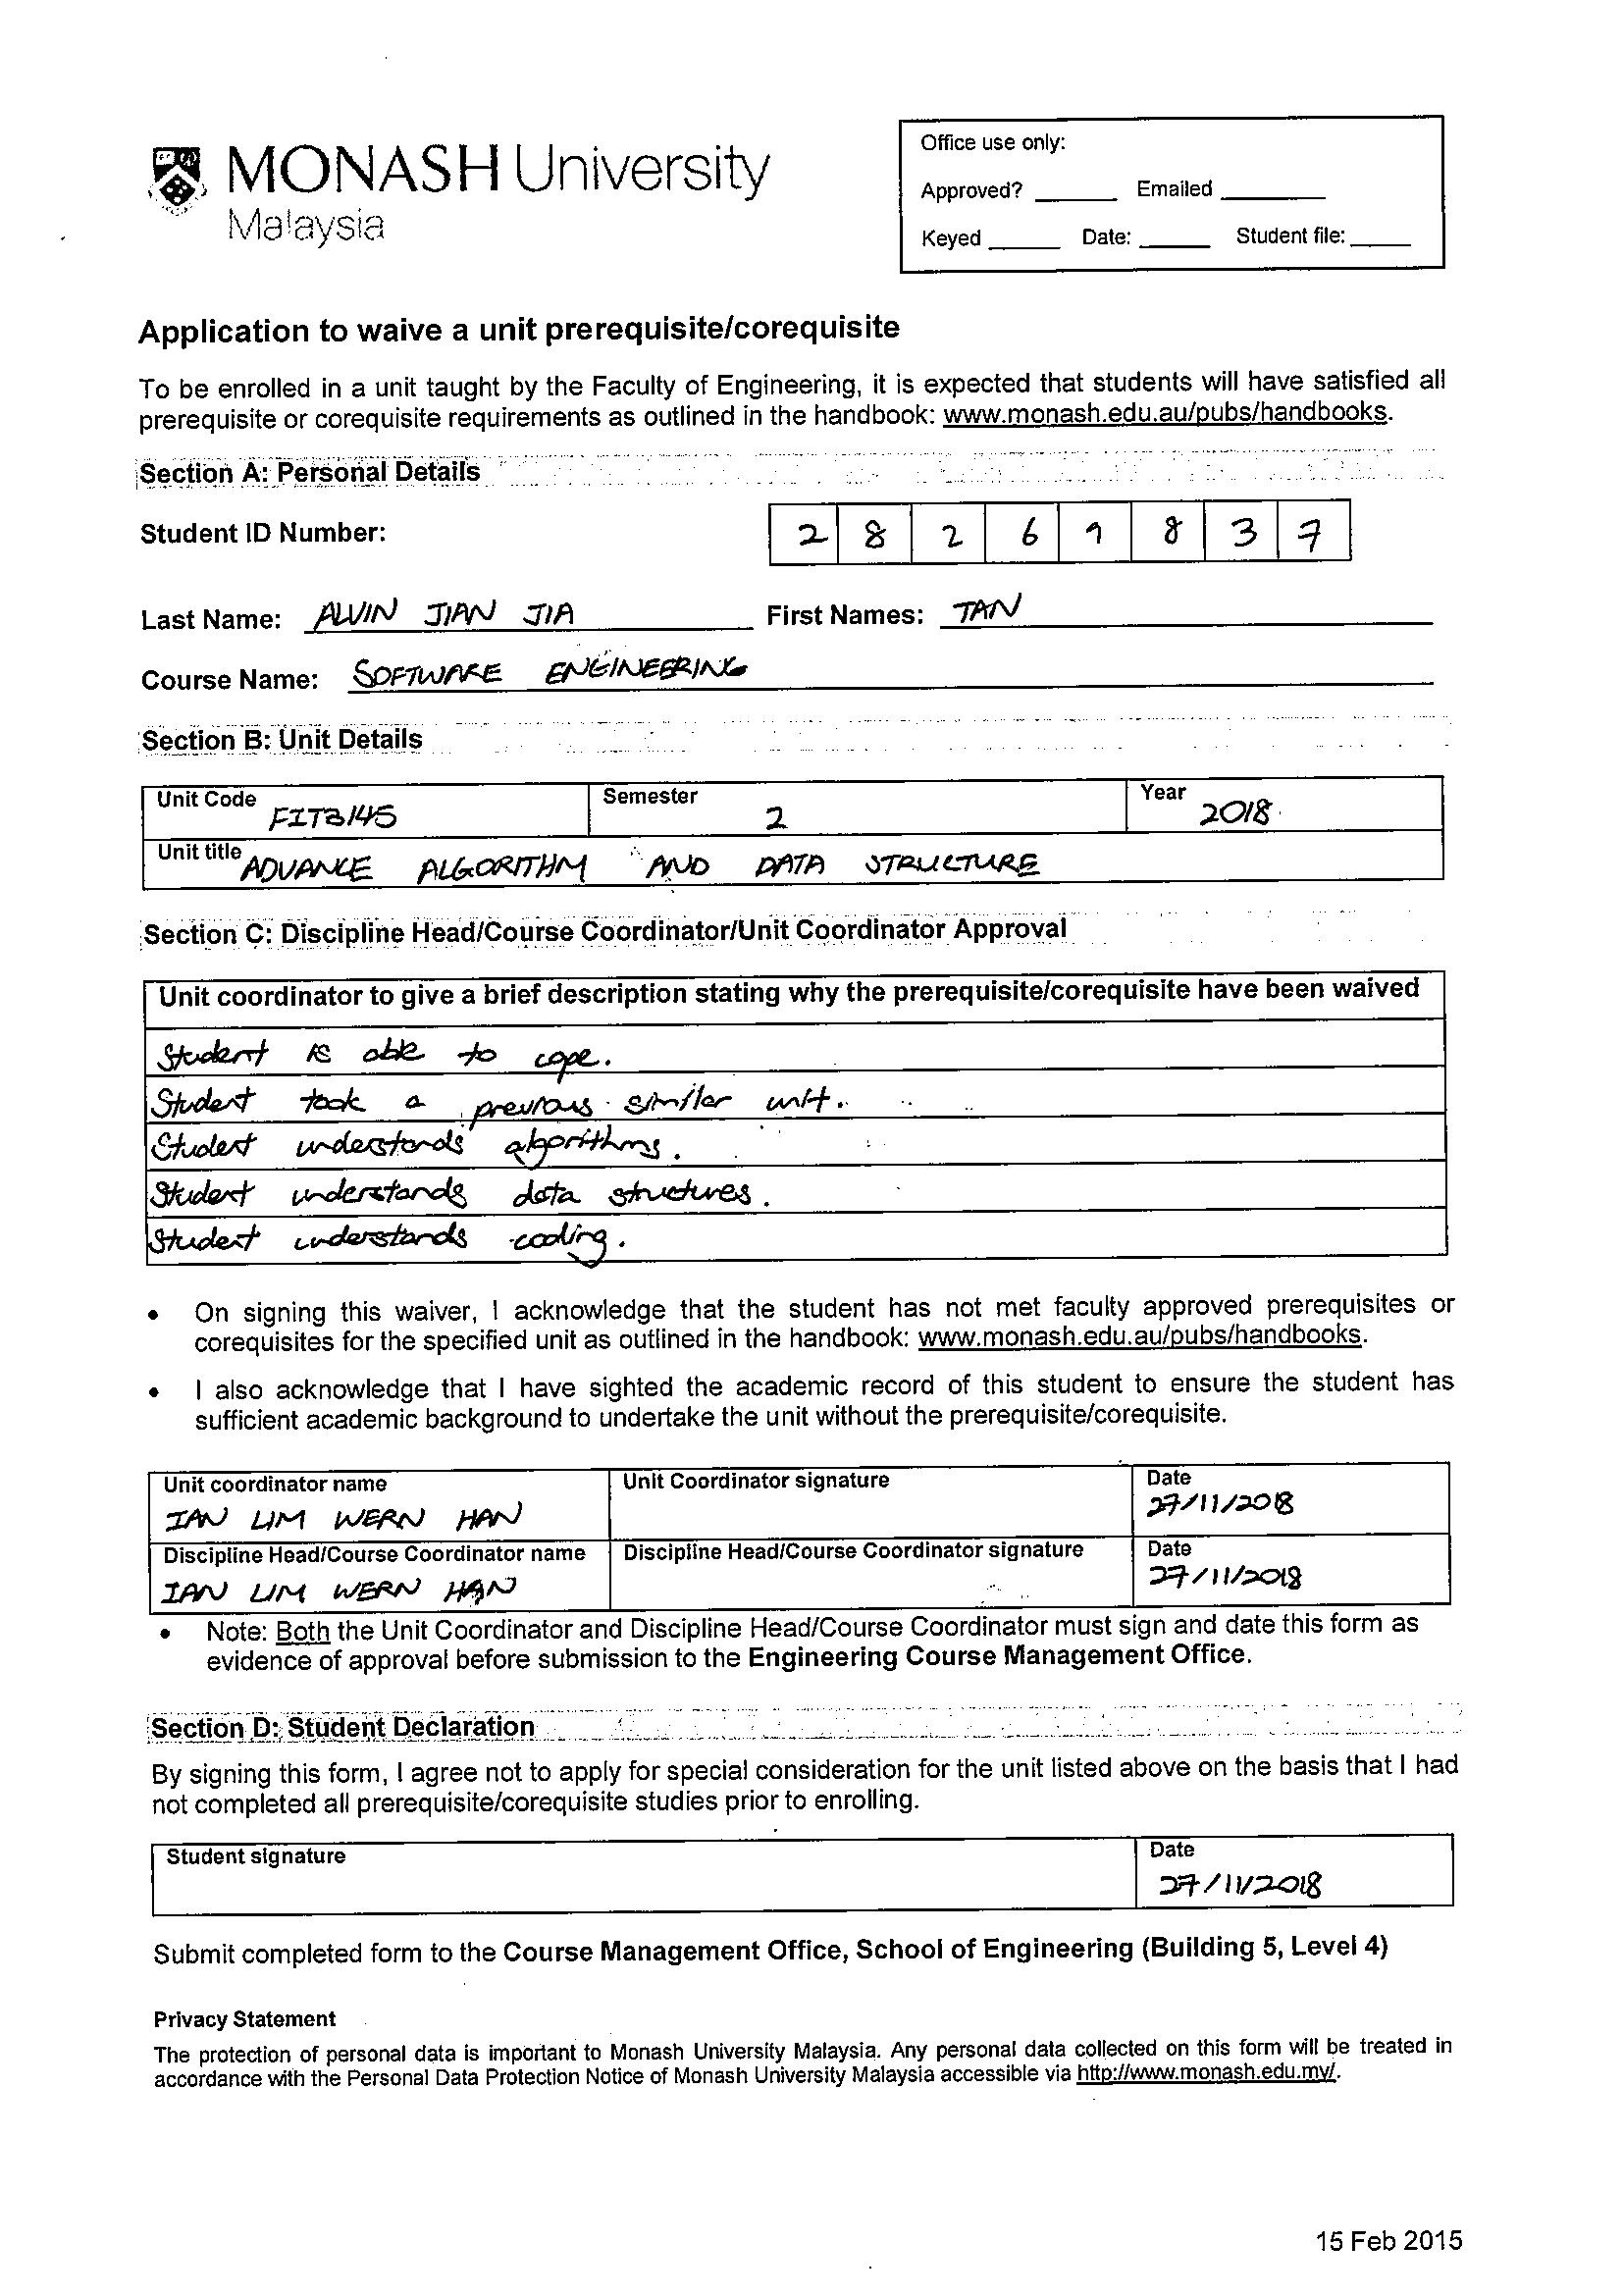 MONASH University
Malaysia
Office use only:
Approved? ______ Emailed ______
Keyed ______ Date: ______ Student file: ______
Application to waive a unit prerequisite/corequisite
To be enrolled in a unit taught by the Faculty of Engineering, it is expected that students will have satisfied all
prerequisite or corequisite requirements as outlined in the handbook: www.monash.edu.au/pubs/handbooks.
Section A: Personal Details
Student ID Number: 2 8 2 6 9 8 3 7
Last Name: ALVIN JIAN JIA First Names: TAN
Course Name: SOFTWARE ENGINEERING
Section B: Unit Details
Unit Code FIT3145 Semester 2 Year 2018
Unit title ADVANCE ALGORITHM AND DATA STRUCTURE
Section C: Discipline Head/Course Coordinator/Unit Coordinator Approval
Unit coordinator to give a brief description stating why the prerequisite/corequisite have been waived
Student is able to cope.
Student took a previous similar unit.
Student understands algorithms.
Student understands data structures.
Student understands coding.
• On signing this waiver, I acknowledge that the student has not met faculty approved prerequisites or
corequisites for the specified unit as outlined in the handbook: www.monash.edu.au/pubs/handbooks.
• I also acknowledge that I have sighted the academic record of this student to ensure the student has
sufficient academic background to undertake the unit without the prerequisite/corequisite.
Unit coordinator name Unit Coordinator signature Date
IAN LIM WERN HAN 27/11/2018
Discipline Head/Course Coordinator name Discipline Head/Course Coordinator signature Date
IAN LIM WERN HAN 27/11/2018
• Note: Both the Unit Coordinator and Discipline Head/Course Coordinator must sign and date this form as
evidence of approval before submission to the Engineering Course Management Office.
Section D: Student Declaration
By signing this form, I agree not to apply for special consideration for the unit listed above on the basis that I had
not completed all prerequisite/corequisite studies prior to enrolling.
Student signature Date
27/11/2018
Submit completed form to the Course Management Office, School of Engineering (Building 5, Level 4)
Privacy Statement
The protection of personal data is important to Monash University Malaysia. Any personal data collected on this form will be treated in
accordance with the Personal Data Protection Notice of Monash University Malaysia accessible via http://www.monash.edu.my/.
15 Feb 2015